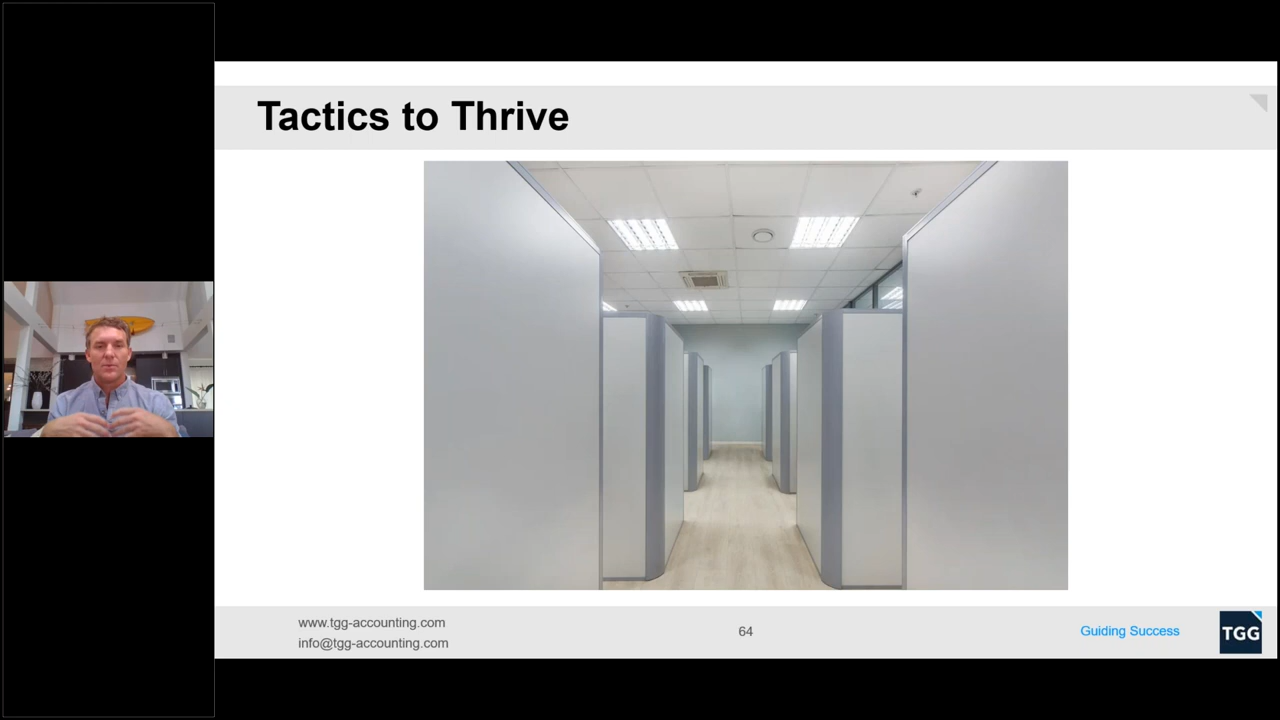 Tactics to Thrive
www.tgg-accounting.com
info@tgg-accounting.com
64
Guiding Success
TGG